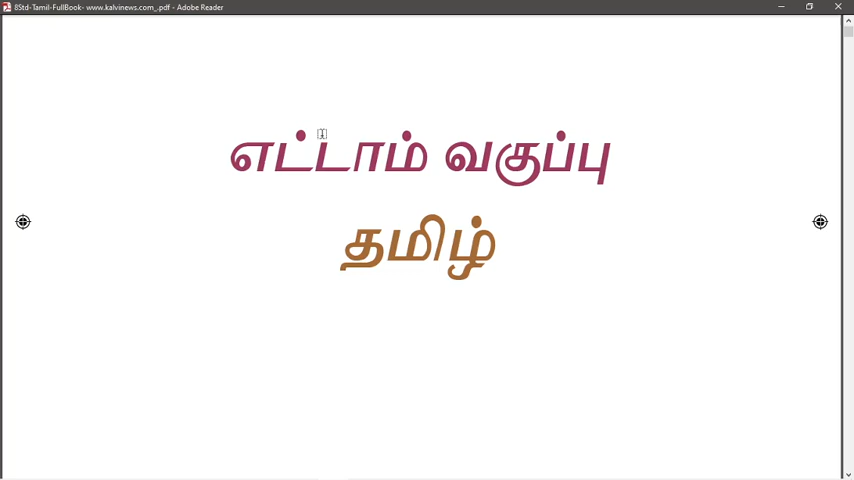 8Std-Tamil-FullBook- www.kalvinews.com_.pdf - Adobe Reader
எட்டாம் வகுப்பு
தமிழ்